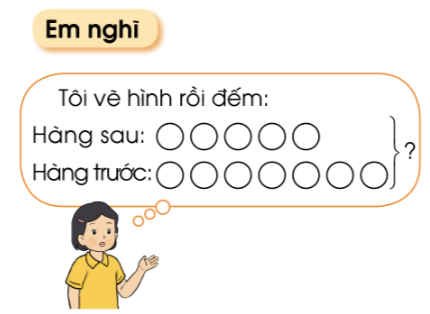 Em nghĩ
Tôi vẽ hình rồi đếm:
Hàng sau:
Hàng trước:
?